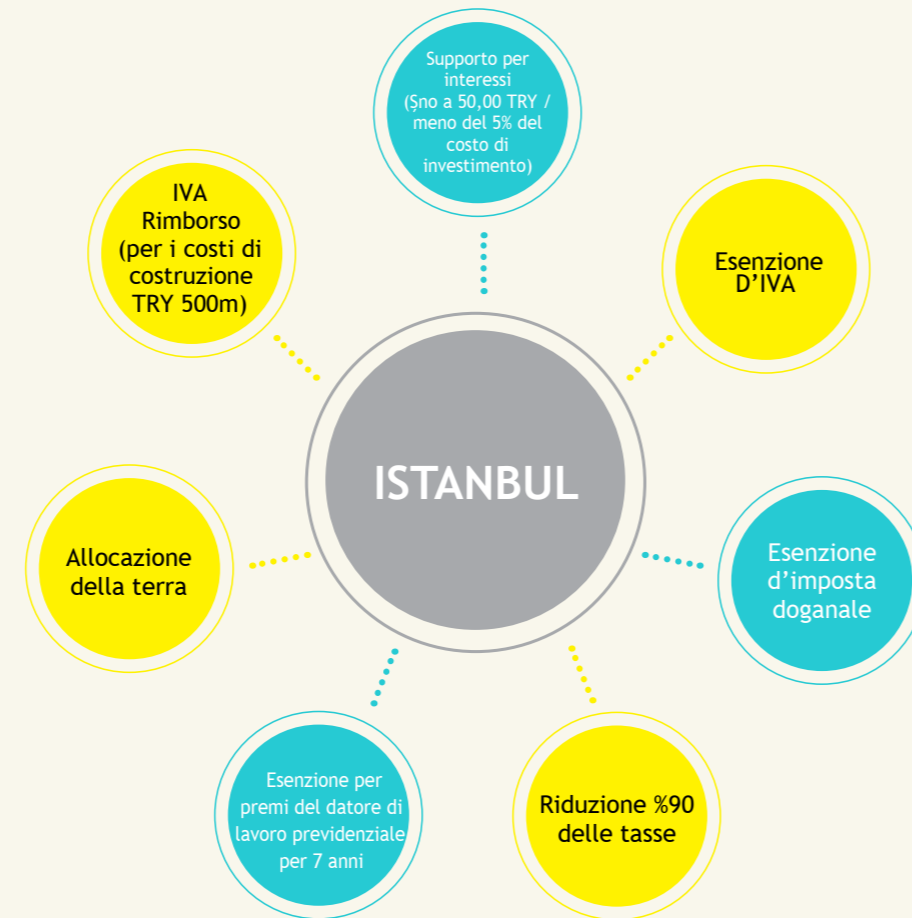 Supporto per
interessi
(Şno a 50,00 TRY /
meno del 5% del
costo di
investimento)
IVA
Rimborso
(per i costi di
costruzione
TRY 500m)
Esenzione
D’IVA
ISTANBUL
Allocazione
della terra
Esenzione
d’imposta
doganale
Esenzione per
premi del datore di
lavoro previdenziale
per 7 anni
Riduzione %90
delle tasse